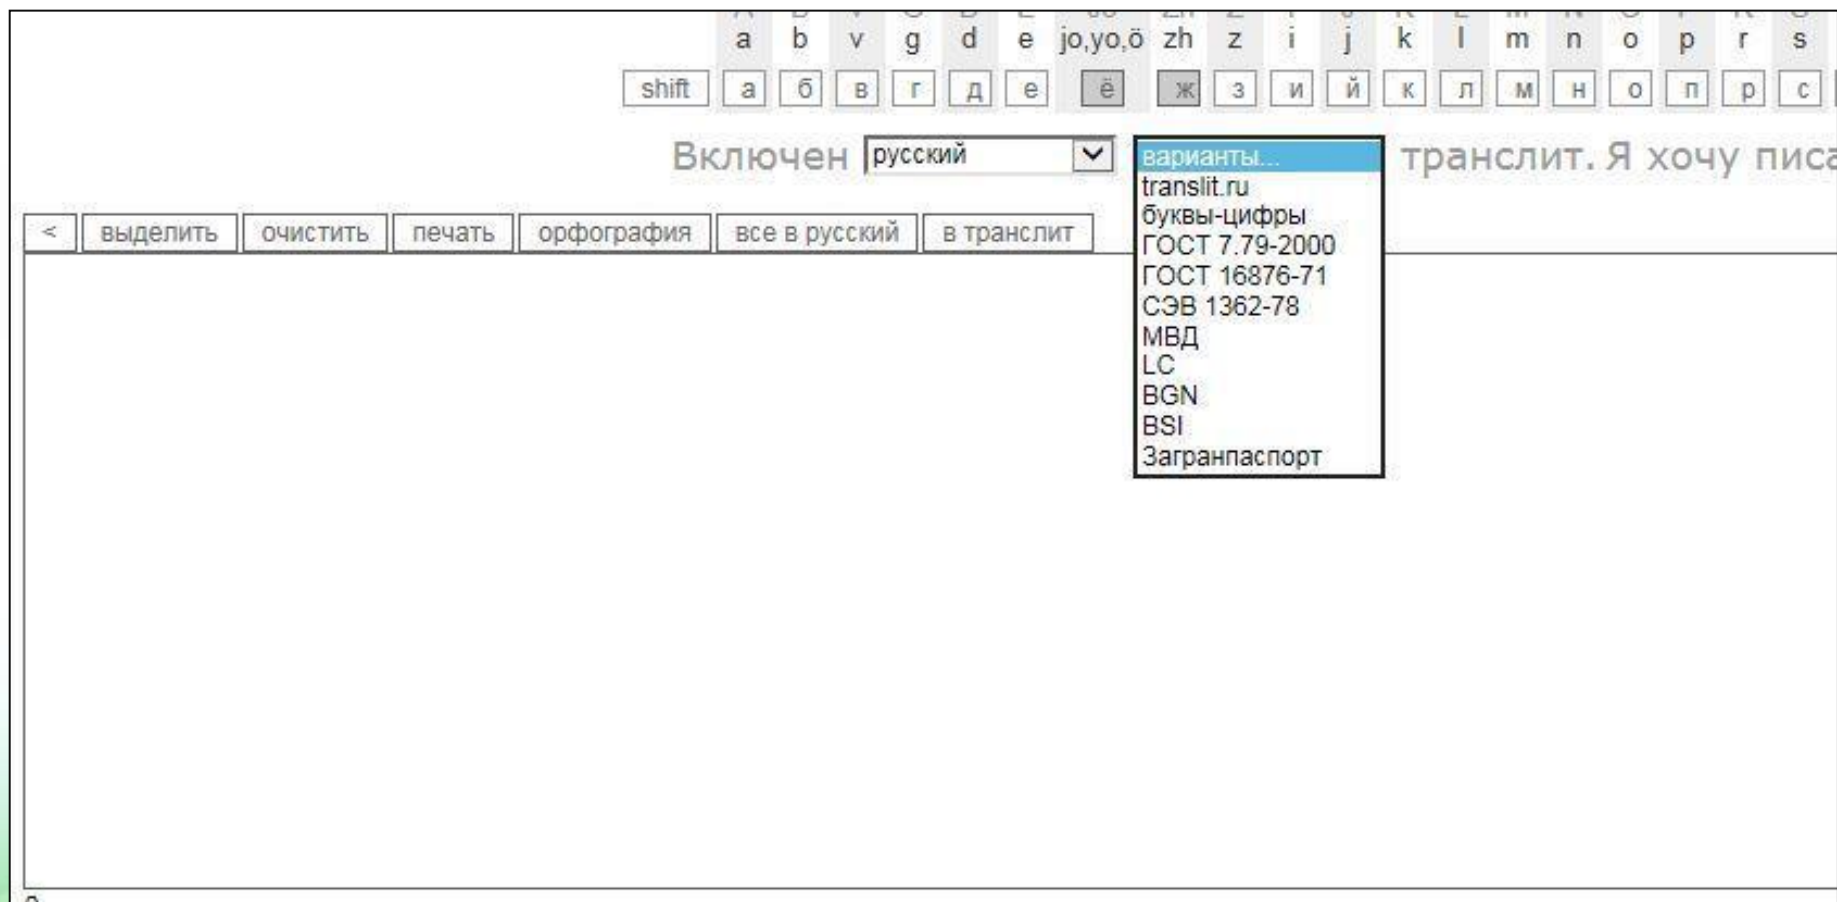 a b v g d e jo,yo,ö zh z i j k l m n o p r s
shift а б в г д е ё ж з и й к л м н о п р с
Включен русский варианты... транслит. Я хочу писа
translit.ru
буквы-цифры
< выделить очистить печать орфография все в русский в транслит
ГОСТ 7.79-2000
ГОСТ 16876-71
СЭВ 1362-78
МВД
LC
BGN
BSI
Загранпаспорт